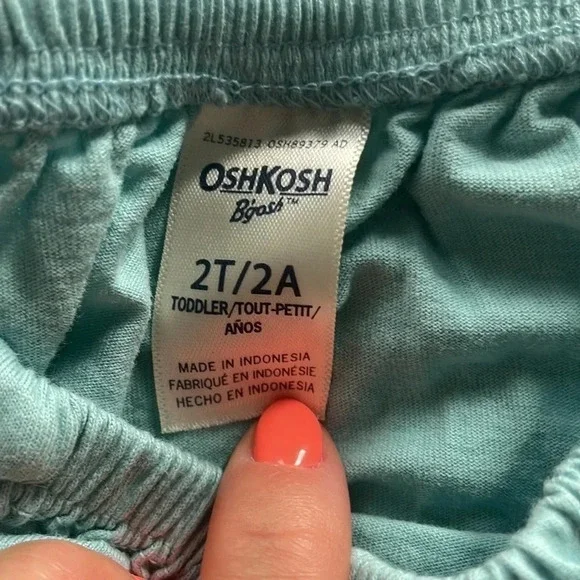 2L535813 OSH89379 AD
OSHKOSH
B'gosh™
2T/2A
TODDLER/TOUT-PETIT/
AÑOS
MADE IN INDONESIA
FABRIQUÉ EN INDONÉSIE
HECHO EN INDONESIA